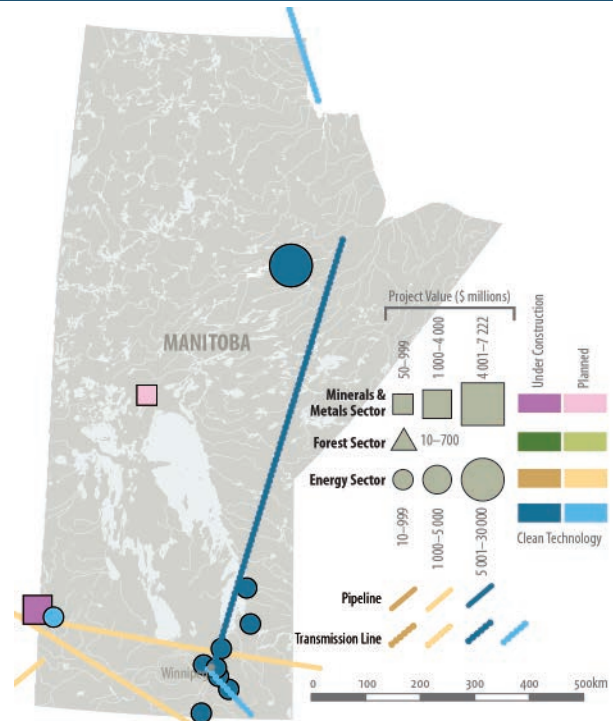 MANITOBA
Winnipeg
Project Value ($ millions)
50–999
1 000–4 000
4 001–7 222
Under Construction
Planned
Minerals &
Metals Sector
Forest Sector
10–700
Energy Sector
10–999
1 000–5 000
5 001–30 000
Clean Technology
Pipeline
Transmission Line
0 100 200 300 400 500km